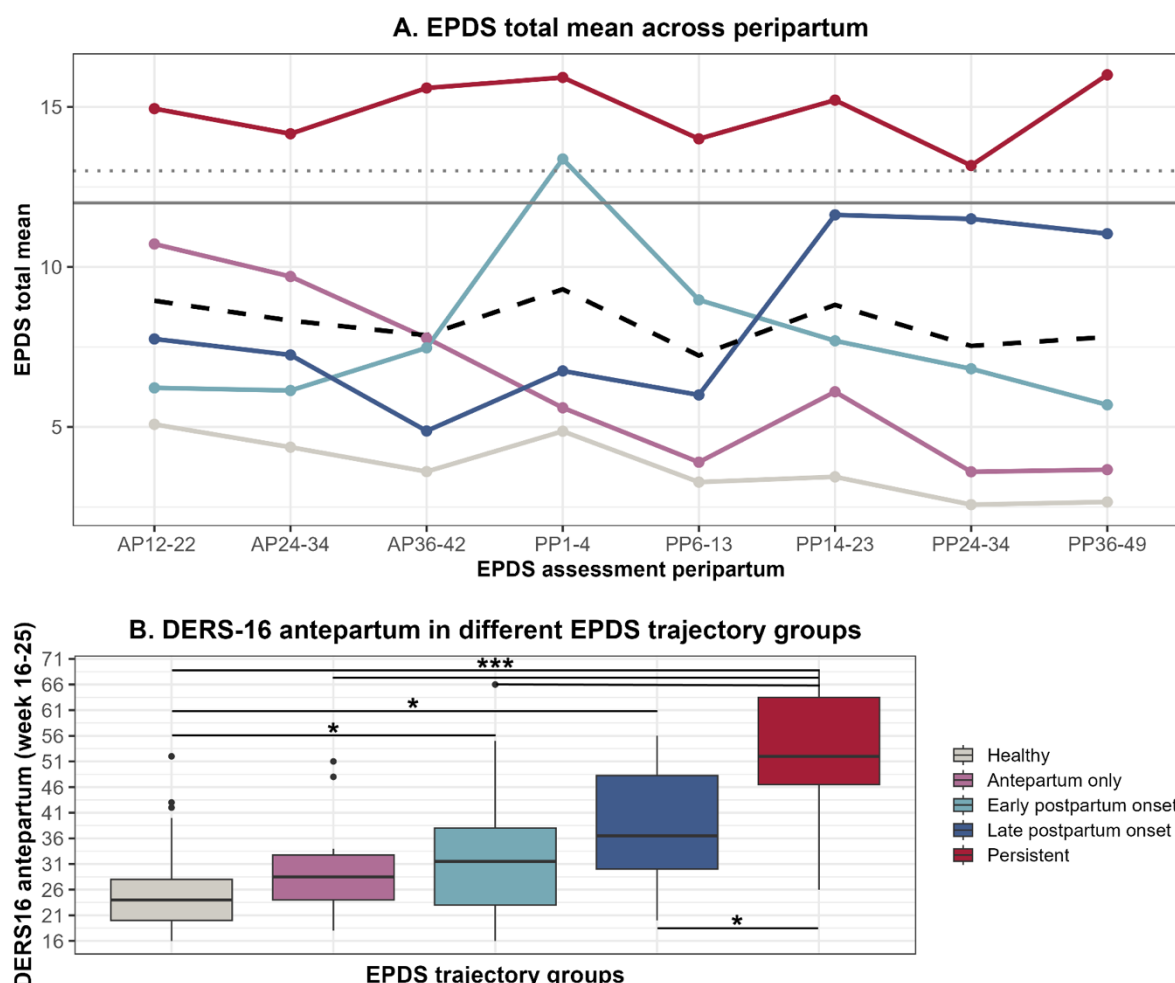 A. EPDS total mean across peripartum
EPDS total mean
15
10
5
AP12-22 AP24-34 AP36-42 PP1-4 PP6-13 PP14-23 PP24-34 PP36-49
EPDS assessment peripartum
B. DERS-16 antepartum in different EPDS trajectory groups
DERS16 antepartum (week 16-25)
71
66
61
56
51
46
41
36
31
26
21
16
***
*
*
*
EPDS trajectory groups
Healthy
Antepartum only
Early postpartum onset
Late postpartum onset
Persistent